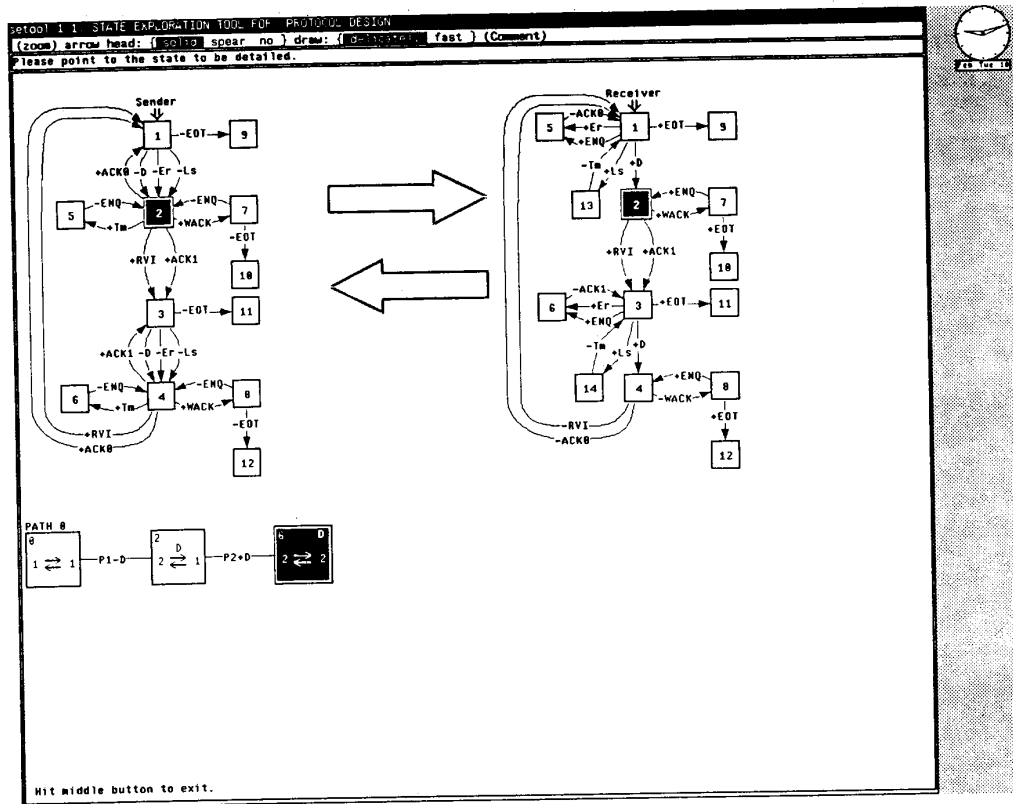 setool 1 1 STATE EXPLORATION TOOL FOR PROTOCOL DESIGN
(zoom) arrow head: { solid spear no } draw: { fast } (Comment)
Please point to the state to be detailed.
Sender
1
-EOT
9
+ACK0 -D -Er -Ls
5
-ENQ
+Tm
2
-ENQ
+WACK
7
-EOT
10
+RVI +ACK1
3
-EOT
11
+ACK1 -D -Er -Ls
6
-ENQ
+Tm
4
-ENQ
+WACK
8
-EOT
12
+RVI
+ACK0
Receiver
5
-ACK0
+Er
+ENQ
1
+EOT
9
-Tm
+Ls
+D
13
2
+ENQ
-WACK
7
+EOT
10
+RVI +ACK1
6
-ACK1
+Er
+ENQ
3
+EOT
11
-Tm
+Ls
+D
14
4
+ENQ
-WACK
8
+EOT
12
-RVI
-ACK0
PATH 0
0
1 1
P1-D
2
D
2 1
P2+D
6 D
2 2
Hit middle button to exit.